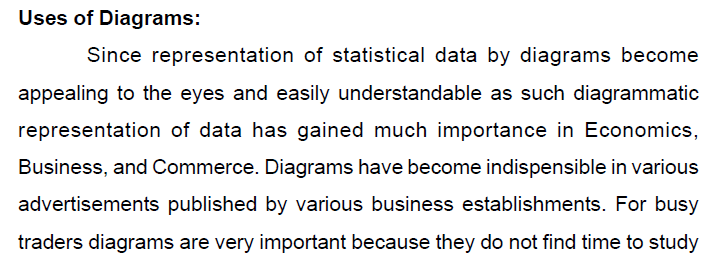 Uses of Diagrams:
Since representation of statistical data by diagrams become
appealing to the eyes and easily understandable as such diagrammatic
representation of data has gained much importance in Economics,
Business, and Commerce. Diagrams have become indispensible in various
advertisements published by various business establishments. For busy
traders diagrams are very important because they do not find time to study